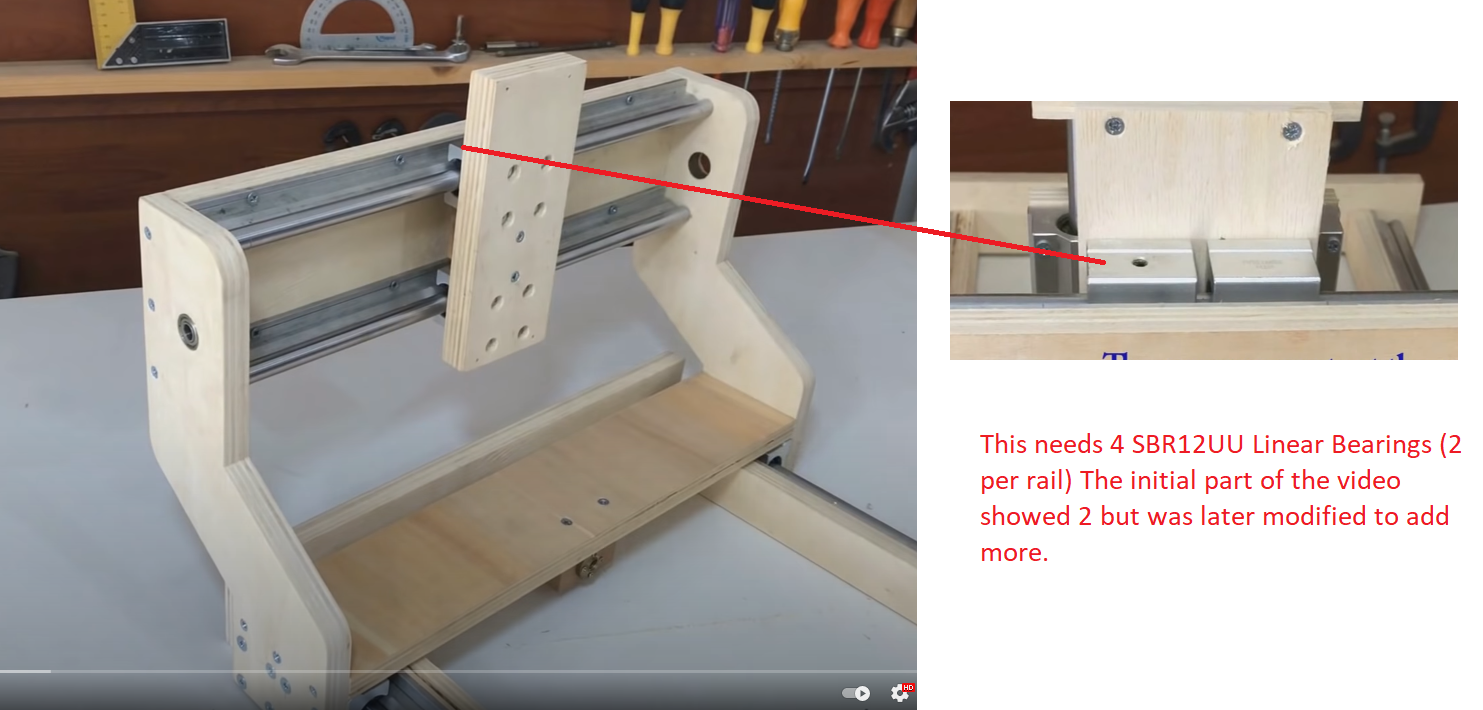 HD
This needs 4 SBR12UU Linear Bearings (2
per rail) The initial part of the video
showed 2 but was later modified to add
more.